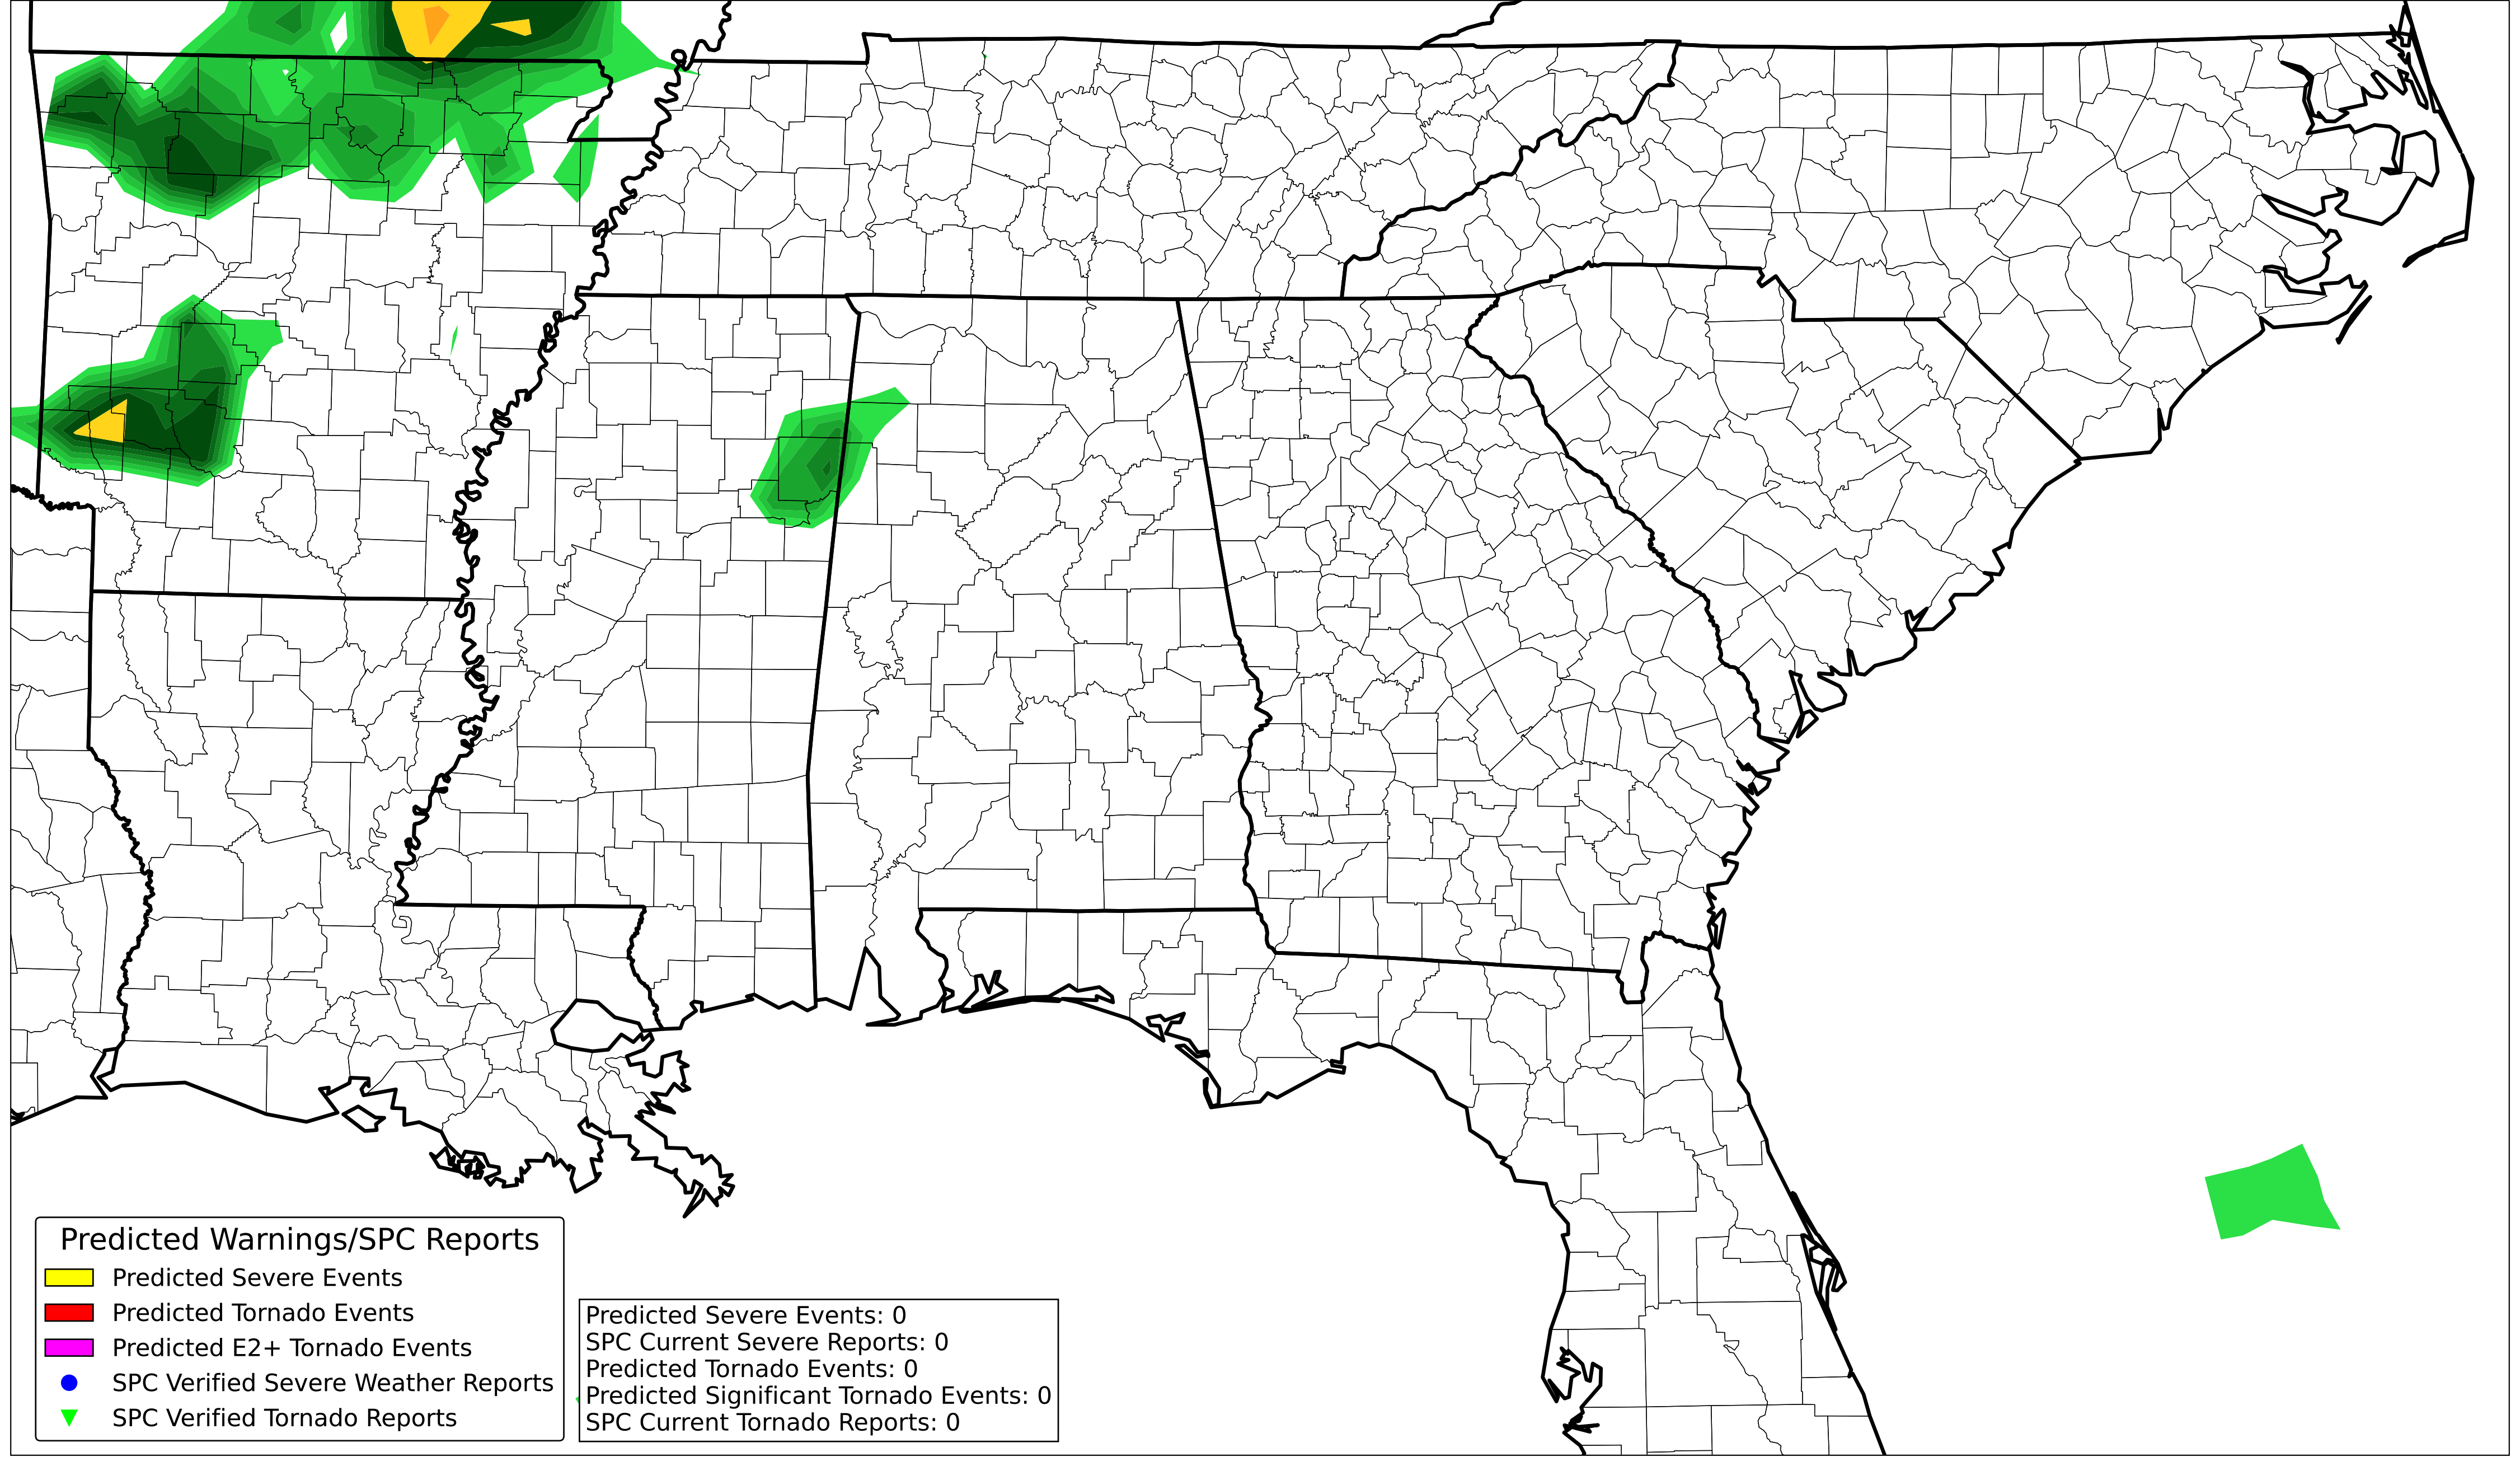 Predicted Warnings/SPC Reports
Predicted Severe Events
Predicted Tornado Events
Predicted E2+ Tornado Events
SPC Verified Severe Weather Reports
SPC Verified Tornado Reports
Predicted Severe Events: 0
SPC Current Severe Reports: 0
Predicted Tornado Events: 0
Predicted Significant Tornado Events: 0
SPC Current Tornado Reports: 0